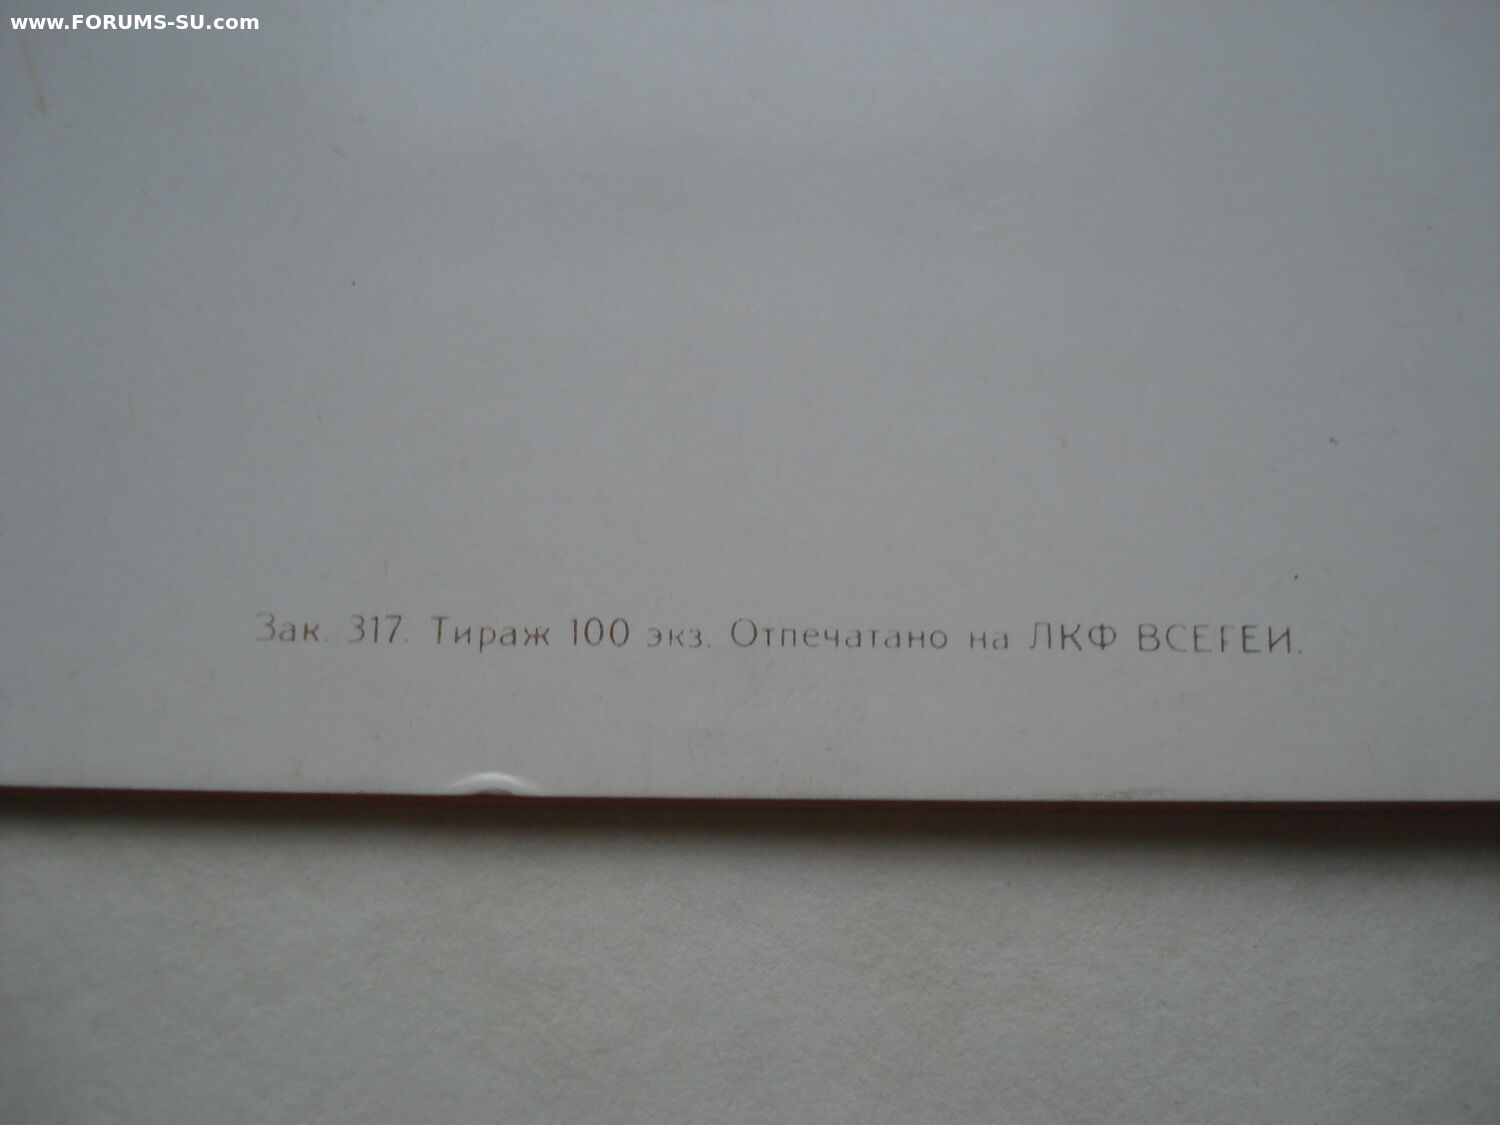 www.FORUMS-SU.com
Зак. 317. Тираж 100 экз. Отпечатано на ЛКФ ВСЕГЕИ.